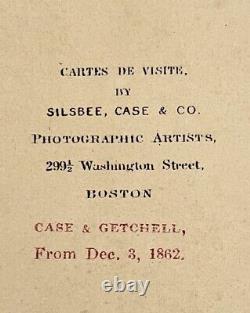 CARTES DE VISITE,
BY
SILSBEE, CASE & CO.
PHOTOGRAPHIC ARTISTS,
299½ Washington Street,
BOSTON
CASE & GETCHELL,
From Dec. 3, 1862.
ebay